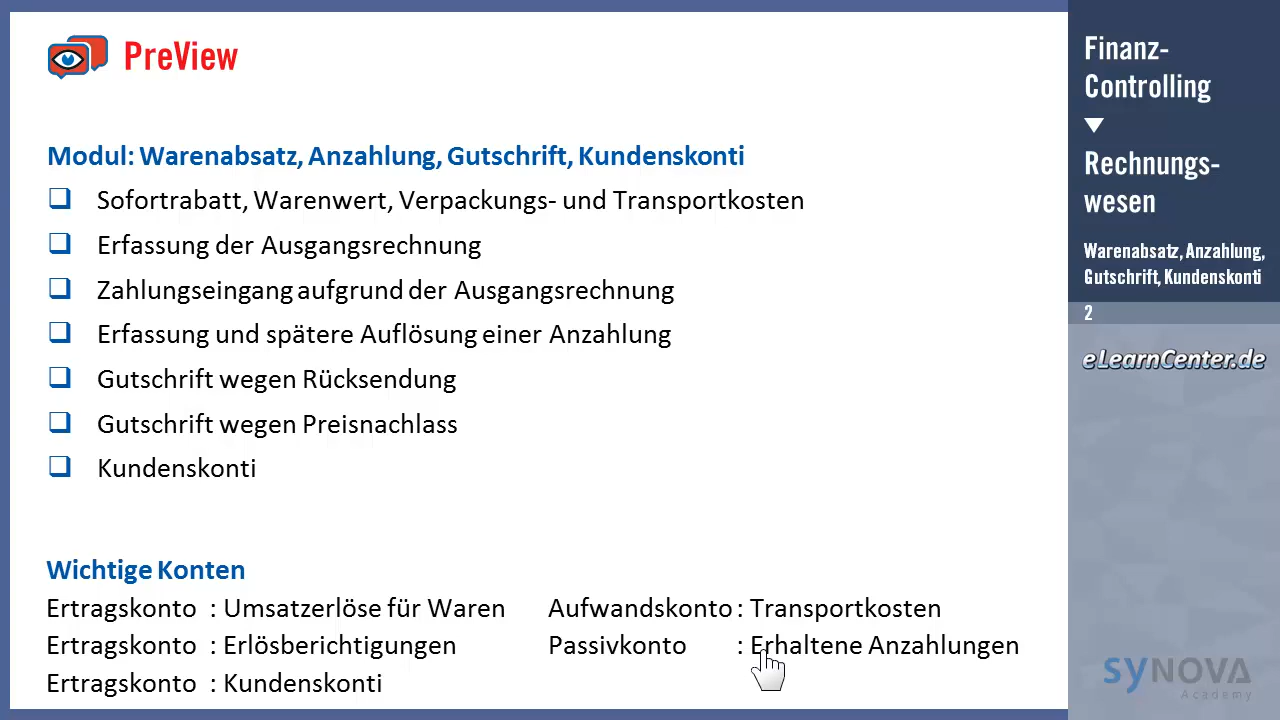 PreView
Modul: Warenabsatz, Anzahlung, Gutschrift, Kundenskonti
Sofortrabatt, Warenwert, Verpackungs- und Transportkosten
Erfassung der Ausgangsrechnung
Zahlungseingang aufgrund der Ausgangsrechnung
Erfassung und spätere Auflösung einer Anzahlung
Gutschrift wegen Rücksendung
Gutschrift wegen Preisnachlass
Kundenskonti
Wichtige Konten
Ertragskonto : Umsatzerlöse für Waren
Ertragskonto : Erlösberichtigungen
Ertragskonto : Kundenskonti
Aufwandskonto : Transportkosten
Passivkonto : Erhaltene Anzahlungen
Finanz-
Controlling
Rechnungs-
wesen
Warenabsatz, Anzahlung,
Gutschrift, Kundenskonti
2
eLearnCenter.de
syNOVA
Academy